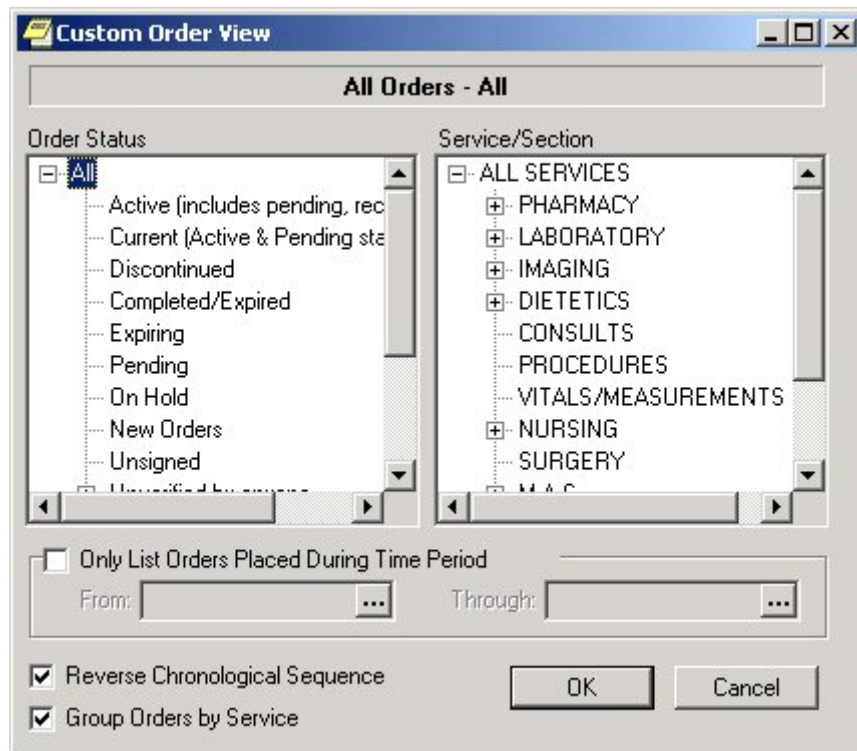 Custom Order View
All Orders - All
Order Status
All
Active (includes pending, rec
Current (Active & Pending sta
Discontinued
Completed/Expired
Expiring
Pending
On Hold
New Orders
Unsigned
Unverified by anyone
Service/Section
ALL SERVICES
PHARMACY
LABORATORY
IMAGING
DIETETICS
CONSULTS
PROCEDURES
VITALS/MEASUREMENTS
NURSING
SURGERY
M.A.S.
Only List Orders Placed During Time Period
From: ... Through: ...
Reverse Chronological Sequence
OK Cancel
Group Orders by Service